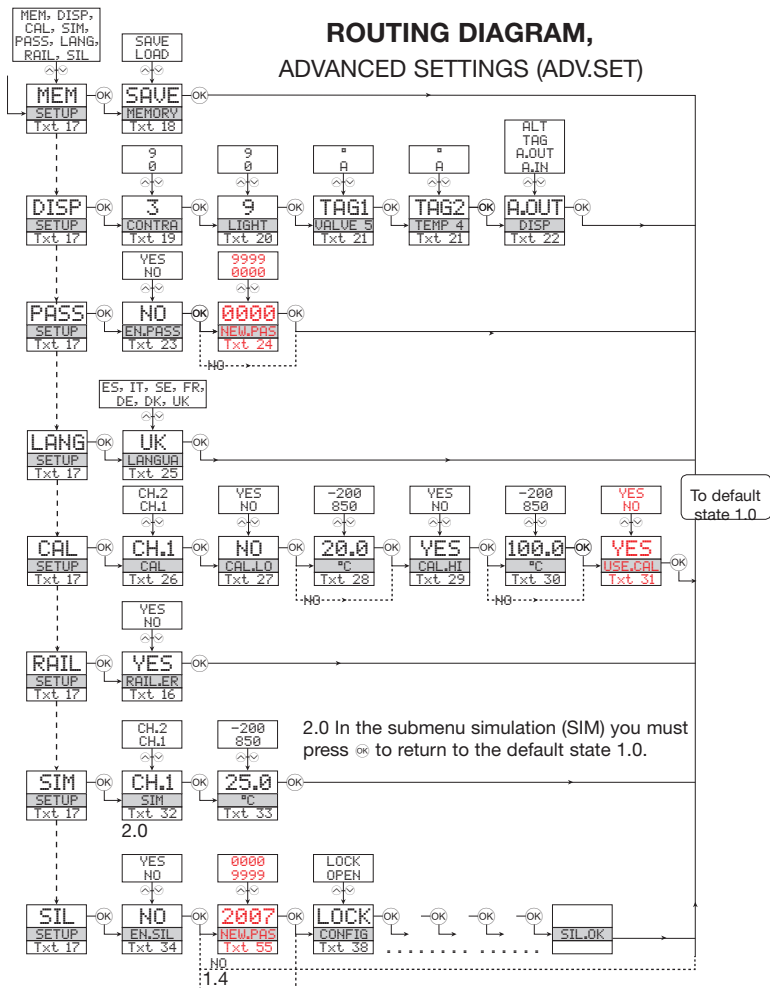 ROUTING DIAGRAM,
ADVANCED SETTINGS (ADV.SET)
MEM, DISP,
CAL, SIM,
PASS, LANG,
RAIL, SIL
SAVE
LOAD
MEM OK SAVE OK
SETUP MEMORY
Txt 17 Txt 18
9 9 ¤ ¤ ALT
0 0 A A TAG
A.OUT
A.IN
DISP OK 3 OK 9 OK TAG1 OK TAG2 OK A.OUT OK
SETUP CONTRA LIGHT VALVE 5 TEMP 4 DISP
Txt 17 Txt 19 Txt 20 Txt 21 Txt 21 Txt 22
YES 9999
NO 0000
PASS OK NO OK 0000 OK
SETUP EN.PASS NEW.PAS
Txt 17 Txt 23 Txt 24
NO
ES, IT, SE, FR,
DE, DK, UK
LANG OK UK OK
SETUP LANGUA
Txt 17 Txt 25
To default
state 1.0
CH.2 YES -200 YES -200 YES
CH.1 NO 850 NO 850 NO
CAL OK CH.1 OK NO OK 20.0 OK YES OK 100.0 OK YES OK
SETUP CAL CAL.LO °C CAL.HI °C USE.CAL
Txt 17 Txt 26 Txt 27 Txt 28 Txt 29 Txt 30 Txt 31
NO NO
YES
NO
RAIL OK YES OK
SETUP RAIL.ER
Txt 17 Txt 16
CH.2 -200
CH.1 850
2.0 In the submenu simulation (SIM) you must
press OK to return to the default state 1.0.
SIM OK CH.1 OK 25.0 OK
SETUP SIM °C
Txt 17 Txt 32 Txt 33
2.0
YES 0000 LOCK
NO 9999 OPEN
SIL OK NO OK 2007 OK LOCK OK OK OK OK
SETUP EN.SIL NEW.PAS CONFIG SIL.OK
Txt 17 Txt 34 Txt 55 Txt 38
NO
1.4